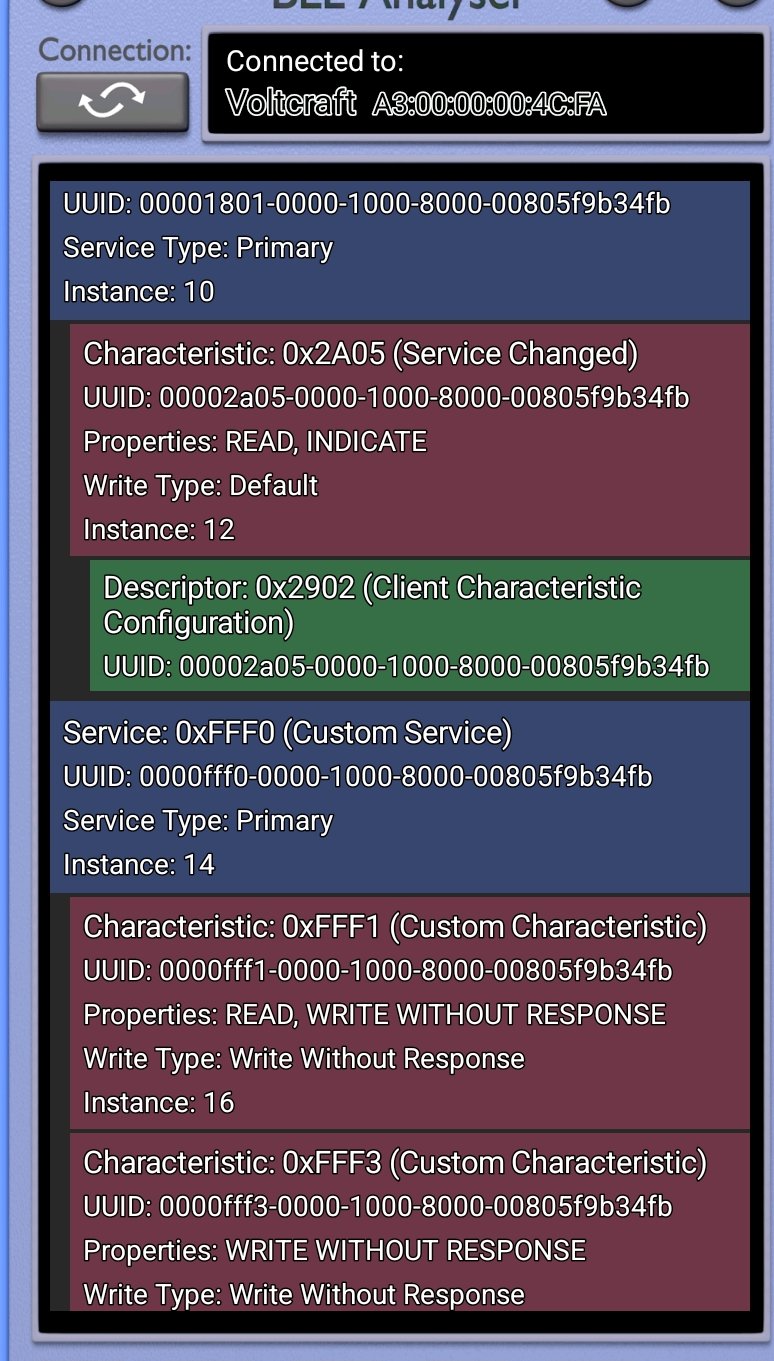 BLE Analyser
Connection:
Connected to:
Voltcraft A3:00:00:00:4C:FA
UUID: 00001801-0000-1000-8000-00805f9b34fb
Service Type: Primary
Instance: 10
Characteristic: 0x2A05 (Service Changed)
UUID: 00002a05-0000-1000-8000-00805f9b34fb
Properties: READ, INDICATE
Write Type: Default
Instance: 12
Descriptor: 0x2902 (Client Characteristic
Configuration)
UUID: 00002a05-0000-1000-8000-00805f9b34fb
Service: 0xFFF0 (Custom Service)
UUID: 0000fff0-0000-1000-8000-00805f9b34fb
Service Type: Primary
Instance: 14
Characteristic: 0xFFF1 (Custom Characteristic)
UUID: 0000fff1-0000-1000-8000-00805f9b34fb
Properties: READ, WRITE WITHOUT RESPONSE
Write Type: Write Without Response
Instance: 16
Characteristic: 0xFFF3 (Custom Characteristic)
UUID: 0000fff3-0000-1000-8000-00805f9b34fb
Properties: WRITE WITHOUT RESPONSE
Write Type: Write Without Response